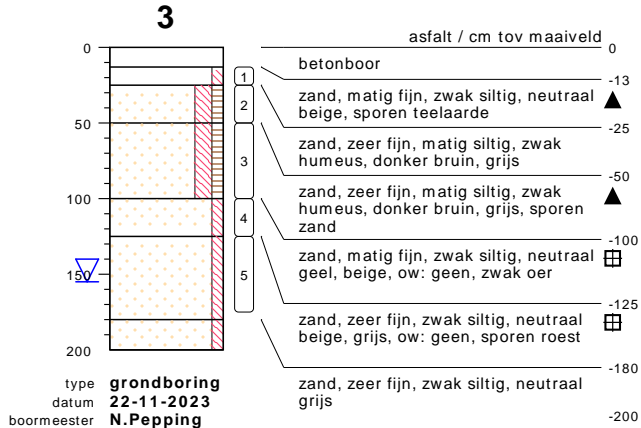 3
asfalt / cm tov maaiveld
0
0
betonboor
-13
1
zand, matig fijn, zwak siltig, neutraal
beige, sporen teelaarde
-25
2
zand, zeer fijn, matig siltig, zwak
humeus, donker bruin, grijs
50
-50
3
zand, zeer fijn, matig siltig, zwak
humeus, donker bruin, grijs, sporen
zand
100
-100
4
zand, matig fijn, zwak siltig, neutraal
geel, beige, ow: geen, zwak oer
150
5
-125
zand, zeer fijn, zwak siltig, neutraal
beige, grijs, ow: geen, sporen roest
200
-180
zand, zeer fijn, zwak siltig, neutraal
grijs
-200
type grondboring
datum 22-11-2023
boormeester N.Pepping